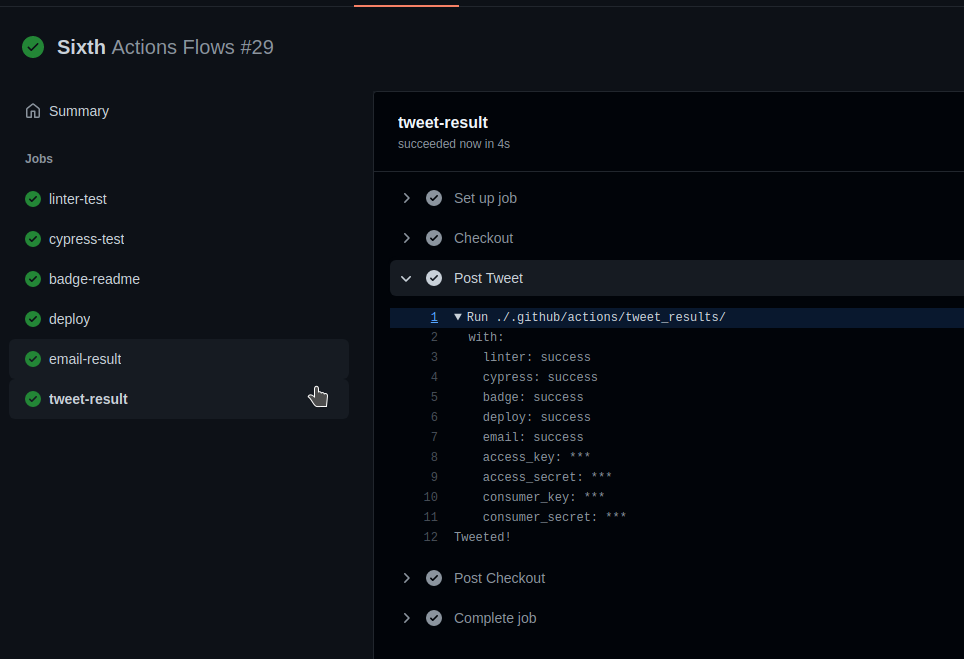 Sixth Actions Flows #29
Summary
Jobs
linter-test
cypress-test
badge-readme
deploy
email-result
tweet-result
tweet-result
succeeded now in 4s
Set up job
Checkout
Post Tweet
1 ▼ Run ./.github/actions/tweet_results/
2 with:
3 linter: success
4 cypress: success
5 badge: success
6 deploy: success
7 email: success
8 access_key: ***
9 access_secret: ***
10 consumer_key: ***
11 consumer_secret: ***
12 Tweeted!
Post Checkout
Complete job